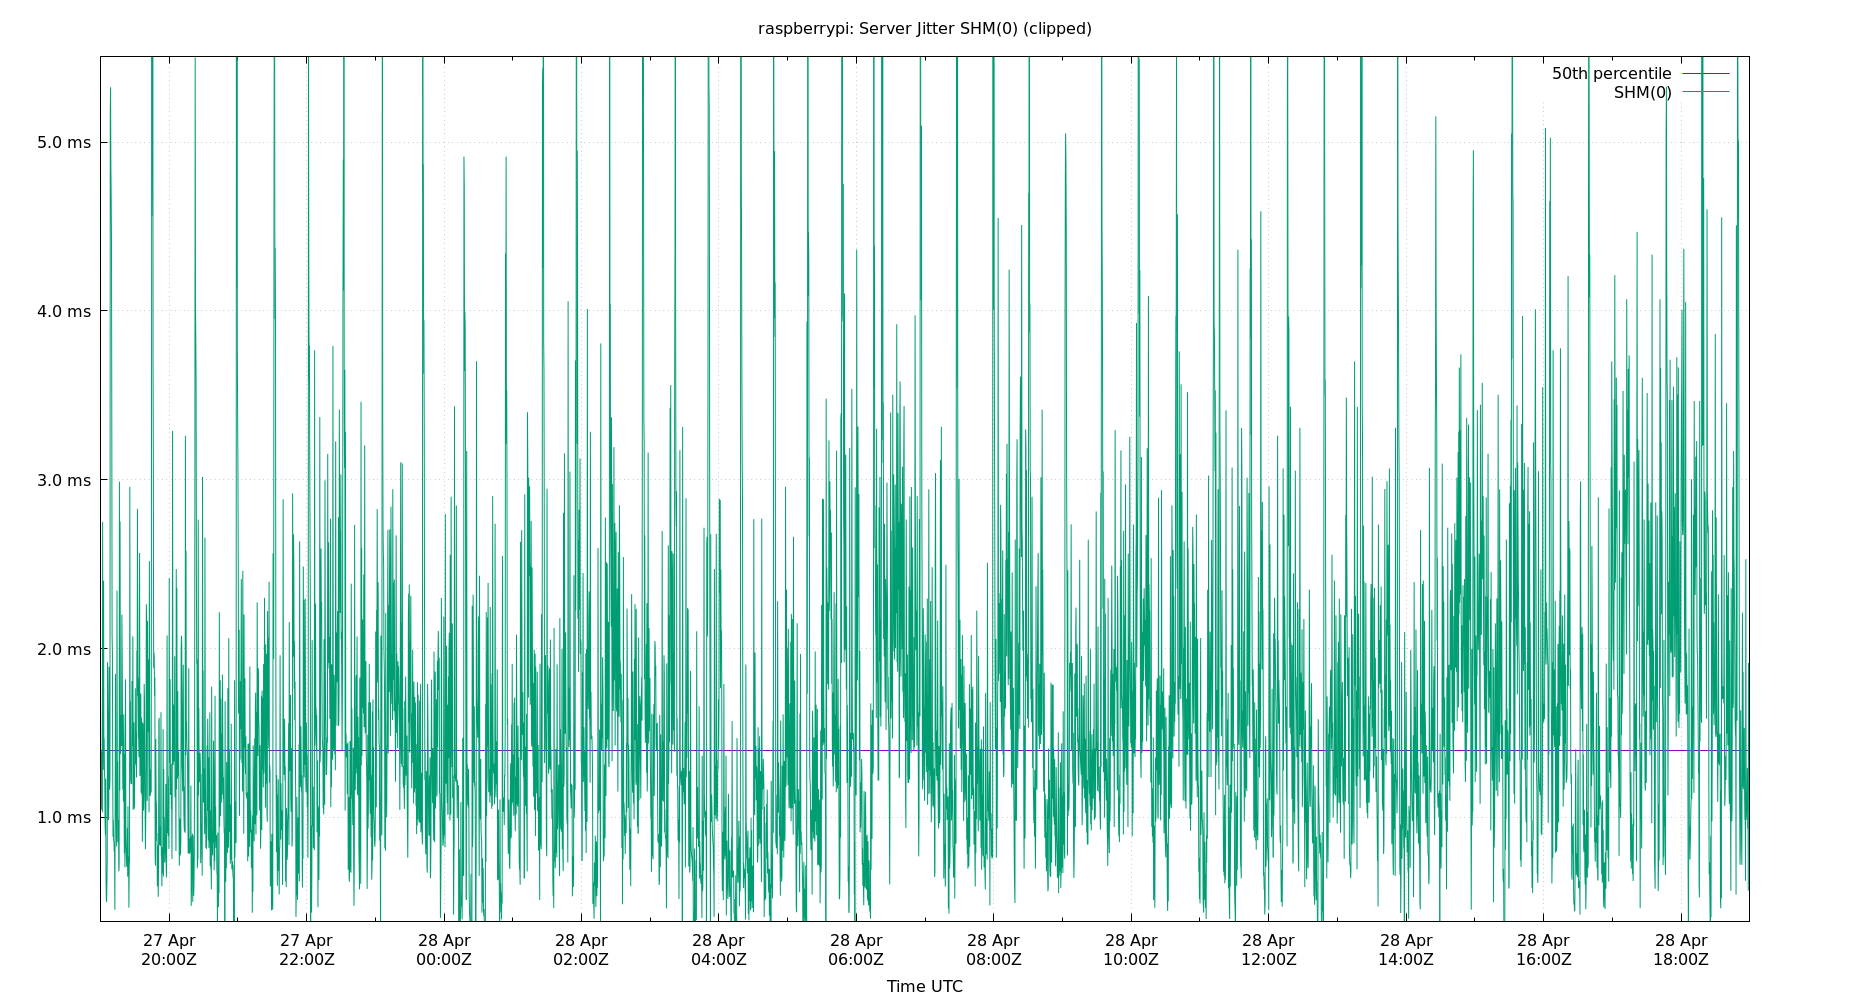 raspberrypi: Server Jitter SHM(0) (clipped)
50th percentile
SHM(0)
5.0 ms
4.0 ms
3.0 ms
2.0 ms
1.0 ms
27 Apr 27 Apr 28 Apr 28 Apr 28 Apr 28 Apr 28 Apr 28 Apr 28 Apr 28 Apr 28 Apr 28 Apr
20:00Z 22:00Z 00:00Z 02:00Z 04:00Z 06:00Z 08:00Z 10:00Z 12:00Z 14:00Z 16:00Z 18:00Z
Time UTC